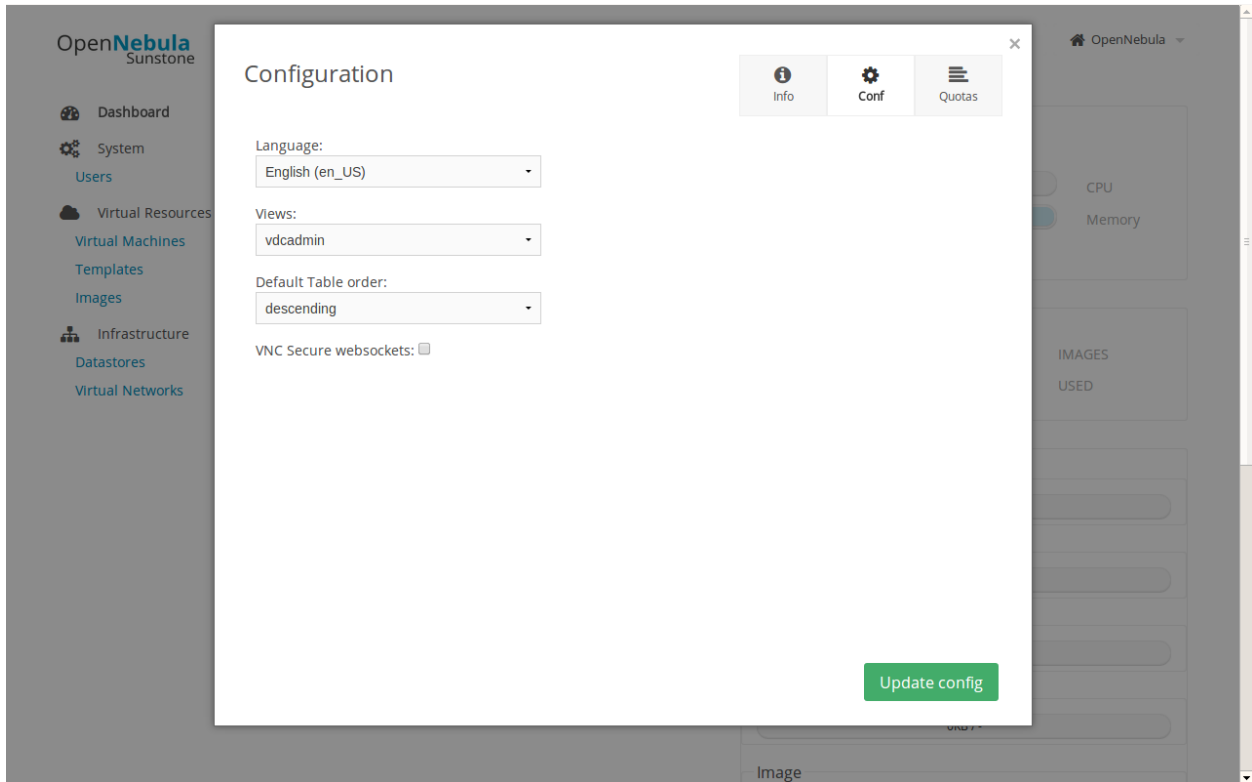 OpenNebula
Sunstone
OpenNebula
Dashboard
System
Users
Virtual Resources
Virtual Machines
Templates
Images
Infrastructure
Datastores
Virtual Networks
Configuration
×
Info
Conf
Quotas
Language:
English (en_US)
Views:
vdcadmin
Default Table order:
descending
VNC Secure websockets:
Update config
CPU
Memory
IMAGES
USED
Image